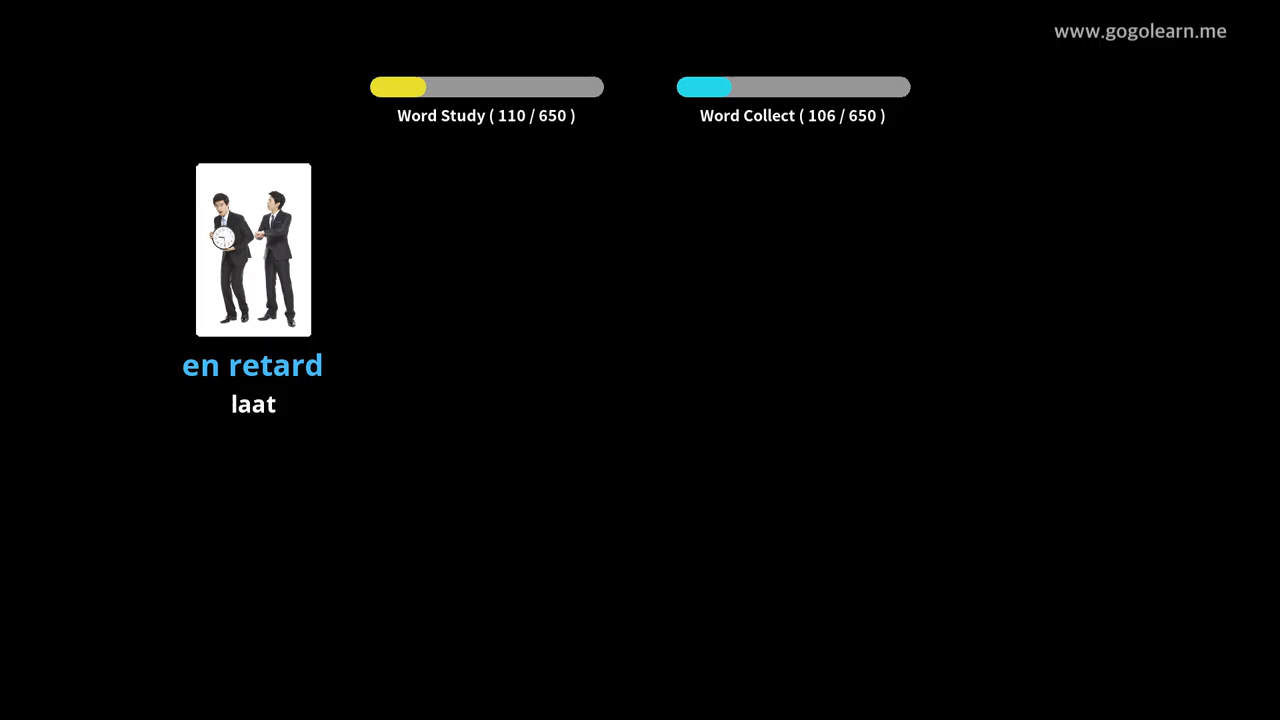 www.gogolearn.me
Word Study ( 110 / 650 )
Word Collect ( 106 / 650 )
en retard
laat